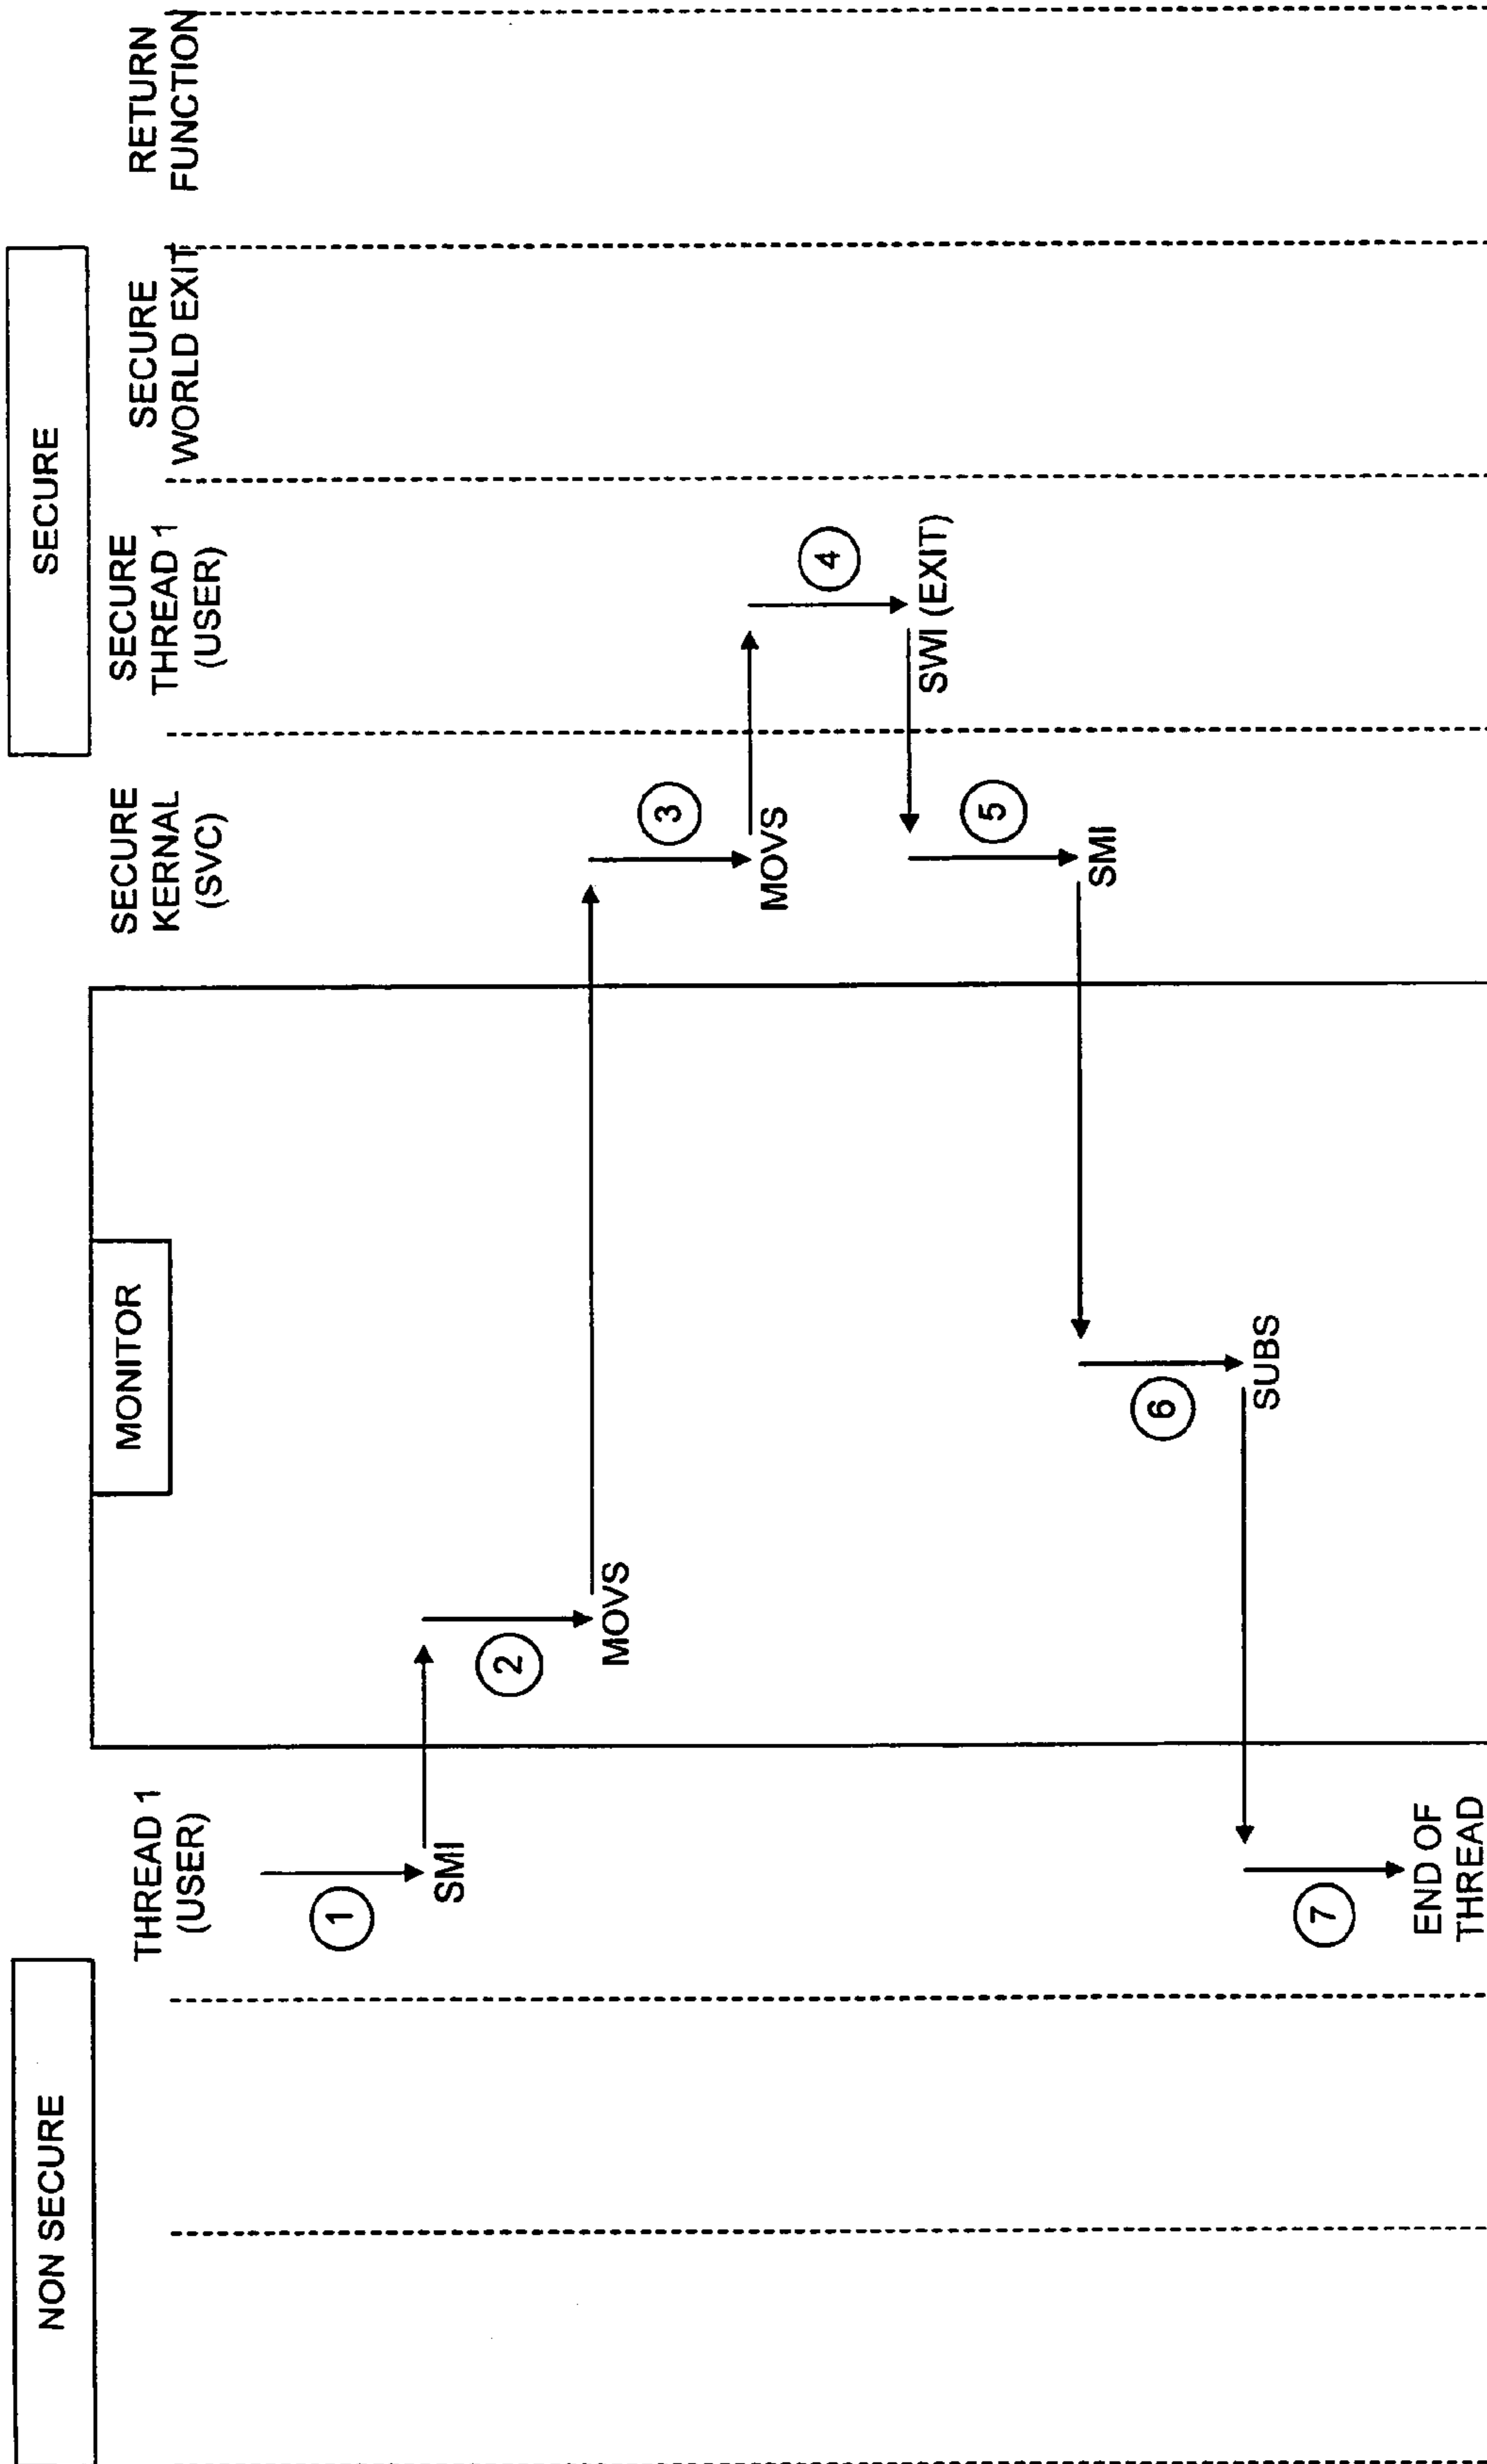 NON SECURE
MONITOR
SECURE
THREAD 1
(USER)
SECURE
KERNAL
(SVC)
SECURE
THREAD 1
(USER)
SECURE
WORLD EXIT
RETURN
FUNCTION
1
SMI
2
MOVS
3
MOVS
4
SWI (EXIT)
5
SMI
6
SUBS
7
END OF
THREAD